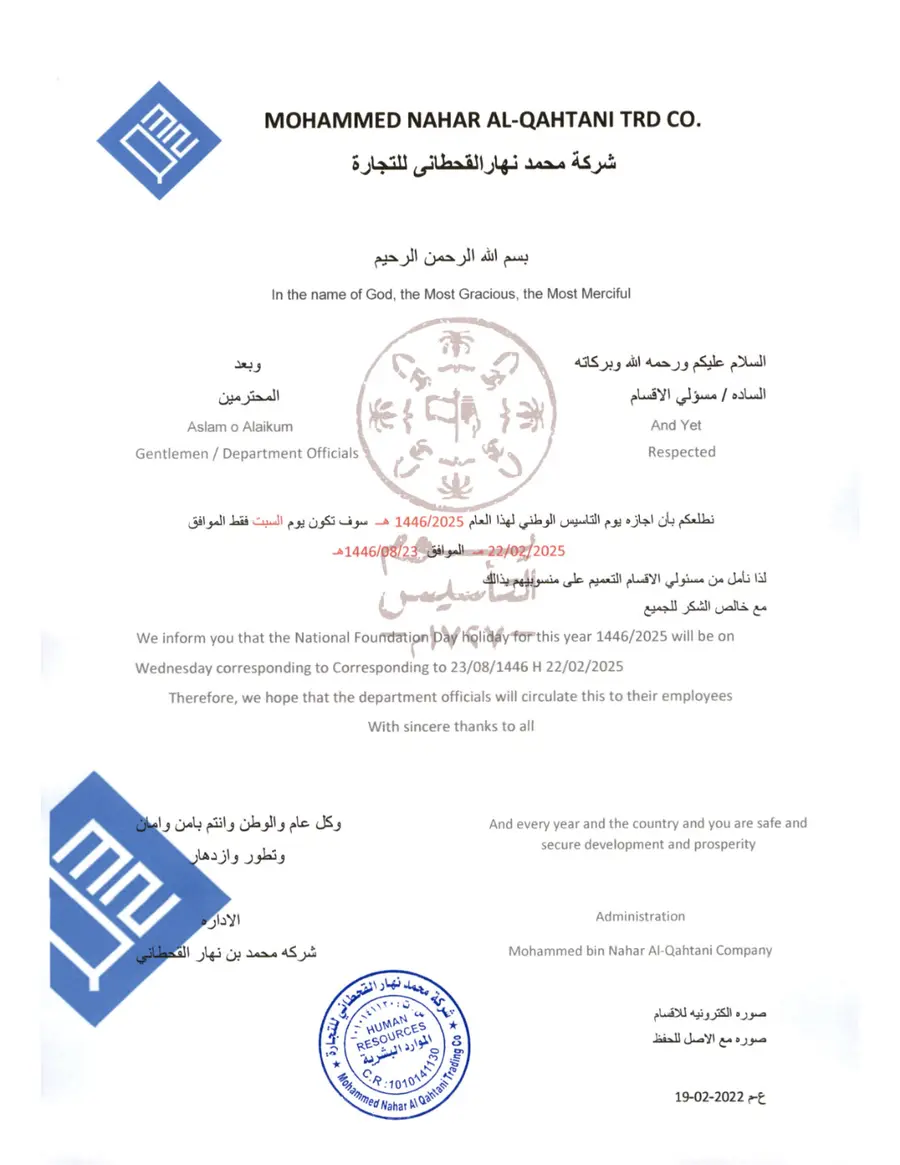 MOHAMMED NAHAR AL-QAHTANI TRD CO.
شركة محمد نهارالقحطانى للتجارة
بسم الله الرحمن الرحيم
In the name of God, the Most Gracious, the Most Merciful
السلام عليكم ورحمه الله وبركاته وبعد
الساده / مسؤلي الاقسام المحترمين
Aslam o Alaikum And Yet
Gentlemen / Department Officials Respected
نطلعكم بأن اجازه يوم التاسيس الوطني لهذا العام 1446/2025 هـ سوف تكون يوم السبت فقط الموافق
22/02/2025 الموافق 1446/08/23هـ
لذا نأمل من مسئولي الاقسام التعميم على منسوبيهم بذالك
مع خالص الشكر للجميع
يوم
التأسيس
١٧٢٧م
We inform you that the National Foundation Day holiday for this year 1446/2025 will be on
Wednesday corresponding to Corresponding to 23/08/1446 H 22/02/2025
Therefore, we hope that the department officials will circulate this to their employees
With sincere thanks to all
وكل عام والوطن وانتم بامن وامان
وتطور وازدهار
And every year and the country and you are safe and
secure development and prosperity
الاداره
شركه محمد بن نهار القحطاني
Administration
Mohammed bin Nahar Al-Qahtani Company
صوره الكترونيه للاقسام
صوره مع الاصل للحفظ
ع م 19-02-2022
شركة محمد نهار القحطاني للتجارة
س.ت: ١٠١٠١٤١١٣٠
HUMAN
RESOURCES
الموارد البشرية
C.R:1010141130
Mohammed Nahar Al Qahtani Trading Co